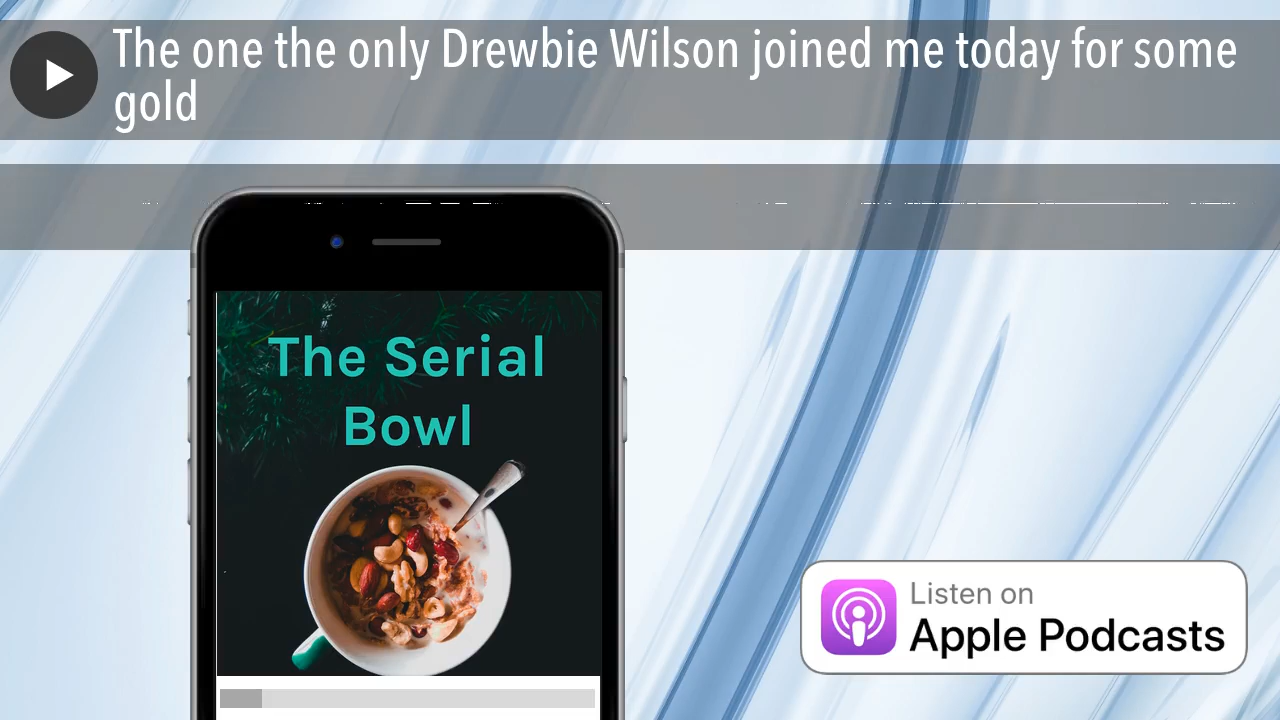 The one the only Drewbie Wilson joined me today for some
gold
The Serial
Bowl
Listen on
Apple Podcasts